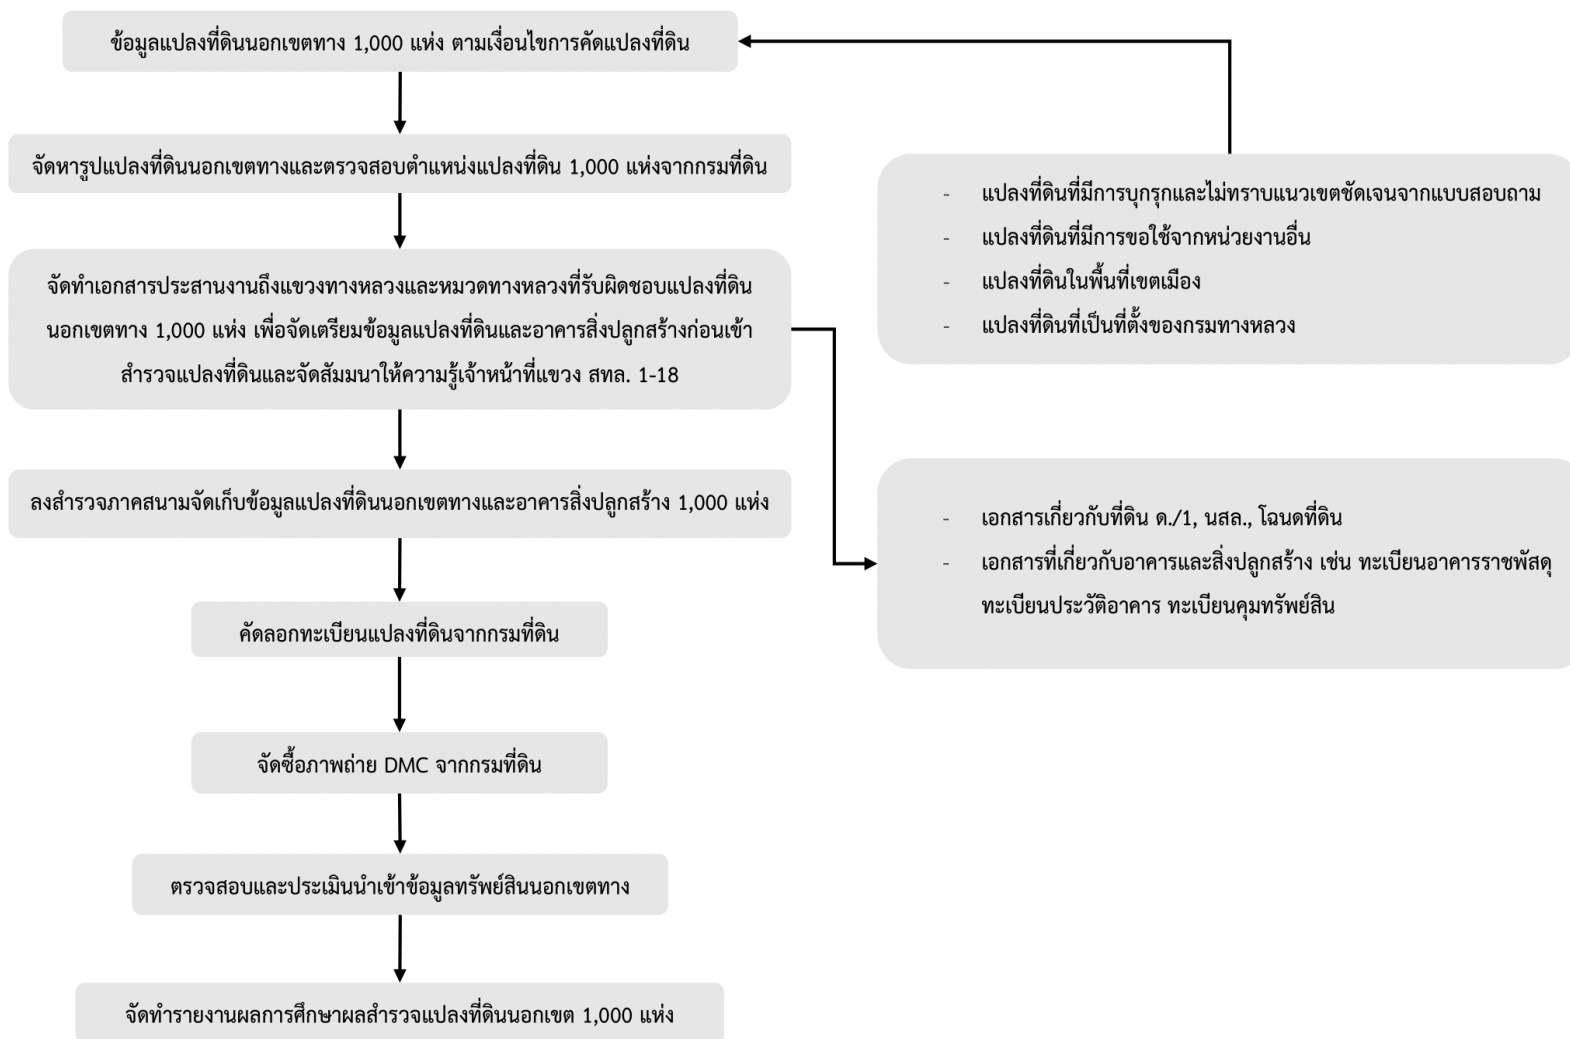 ข้อมูลแปลงที่ดินนอกเขตทาง 1,000 แห่ง ตามเงื่อนไขการคัดแปลงที่ดิน
จัดหารูปแปลงที่ดินนอกเขตทางและตรวจสอบตำแหน่งแปลงที่ดิน 1,000 แห่งจากกรมที่ดิน
- แปลงที่ดินที่มีการบุกรุกและไม่ทราบแนวเขตชัดเจนจากแบบสอบถาม
- แปลงที่ดินที่มีการขอใช้จากหน่วยงานอื่น
- แปลงที่ดินในพื้นที่เขตเมือง
- แปลงที่ดินที่เป็นที่ตั้งของกรมทางหลวง
จัดทำเอกสารประสานงานถึงแขวงทางหลวงและหมวดทางหลวงที่รับผิดชอบแปลงที่ดิน
นอกเขตทาง 1,000 แห่ง เพื่อจัดเตรียมข้อมูลแปลงที่ดินและอาคารสิ่งปลูกสร้างก่อนเข้า
สำรวจแปลงที่ดินและจัดสัมมนาให้ความรู้เจ้าหน้าที่แขวง สทล. 1-18
ลงสำรวจภาคสนามจัดเก็บข้อมูลแปลงที่ดินนอกเขตทางและอาคารสิ่งปลูกสร้าง 1,000 แห่ง
- เอกสารเกี่ยวกับที่ดิน ด./1, นสล., โฉนดที่ดิน
- เอกสารที่เกี่ยวกับอาคารและสิ่งปลูกสร้าง เช่น ทะเบียนอาคารราชพัสดุ
ทะเบียนประวัติอาคาร ทะเบียนคุมทรัพย์สิน
คัดลอกทะเบียนแปลงที่ดินจากกรมที่ดิน
จัดซื้อภาพถ่าย DMC จากกรมที่ดิน
ตรวจสอบและประเมินนำเข้าข้อมูลทรัพย์สินนอกเขตทาง
จัดทำรายงานผลการศึกษาผลสำรวจแปลงที่ดินนอกเขต 1,000 แห่ง